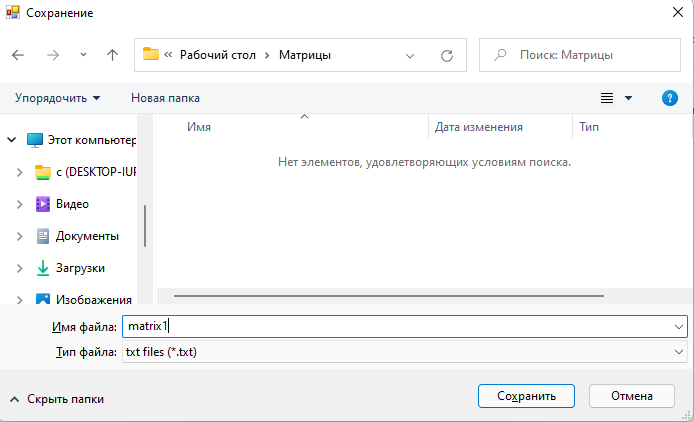 Сохранение
« Рабочий стол > Матрицы
Поиск: Матрицы
Упорядочить
Новая папка
Имя
Дата изменения
Тип
Этот компьютер
Нет элементов, удовлетворяющих условиям поиска.
c (DESKTOP-IUF
Видео
Документы
Загрузки
Изображения
Имя файла: matrix1
Тип файла: txt files (*.txt)
Скрыть папки
Сохранить
Отмена